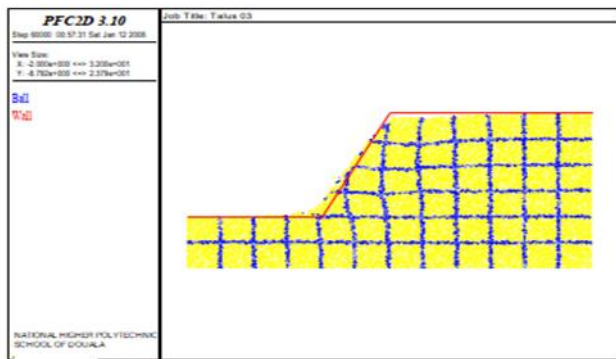 PFC2D 3.10
Job Title: Talus 03
Step 60000 00:57:31 Sat Jan 12 2008
View Size:
X: -2.000e+000 <=> 3.200e+001
Y: -8.782e+000 <=> 2.378e+001
Ball
Wall
NATIONAL HIGHER POLYTECHNIC
SCHOOL OF DOUALA